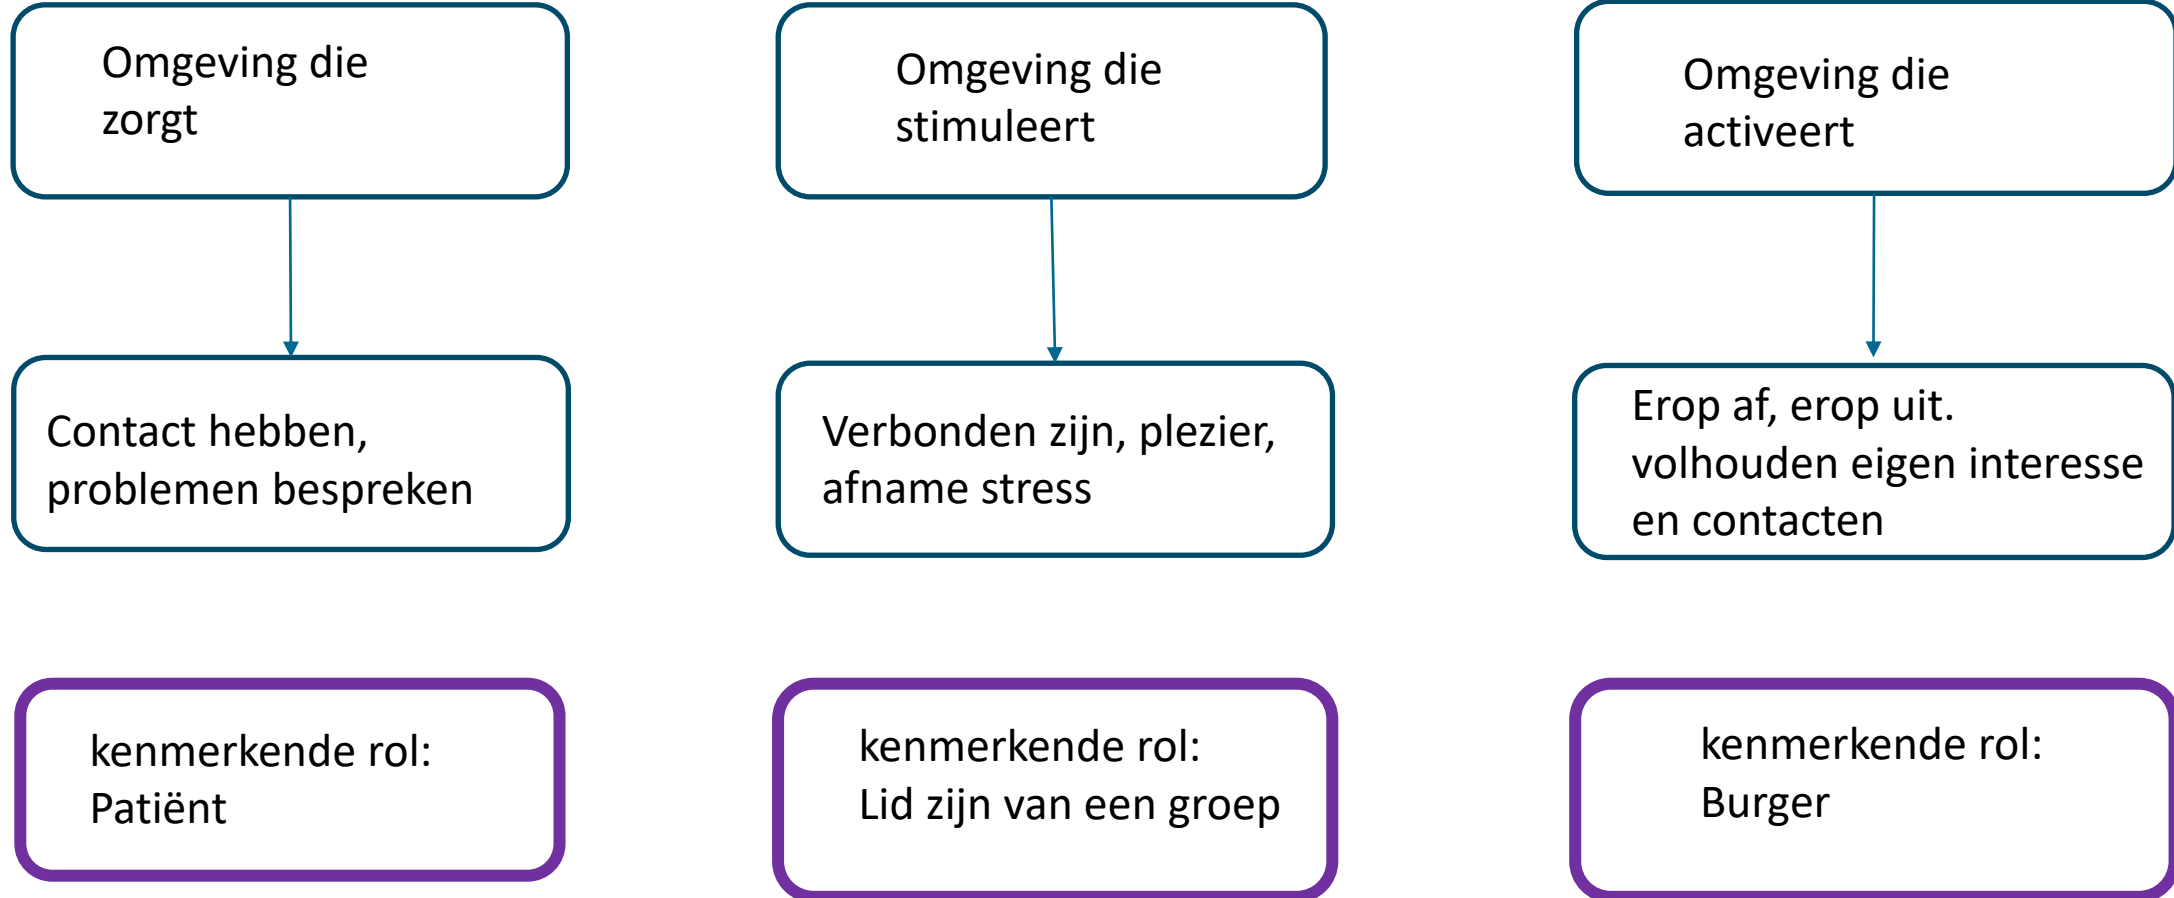 Omgeving die
zorgt
Omgeving die
stimuleert
Omgeving die
activeert
Contact hebben,
problemen bespreken
Verbonden zijn, plezier,
afname stress
Erop af, erop uit.
volhouden eigen interesse
en contacten
kenmerkende rol:
Patiënt
kenmerkende rol:
Lid zijn van een groep
kenmerkende rol:
Burger